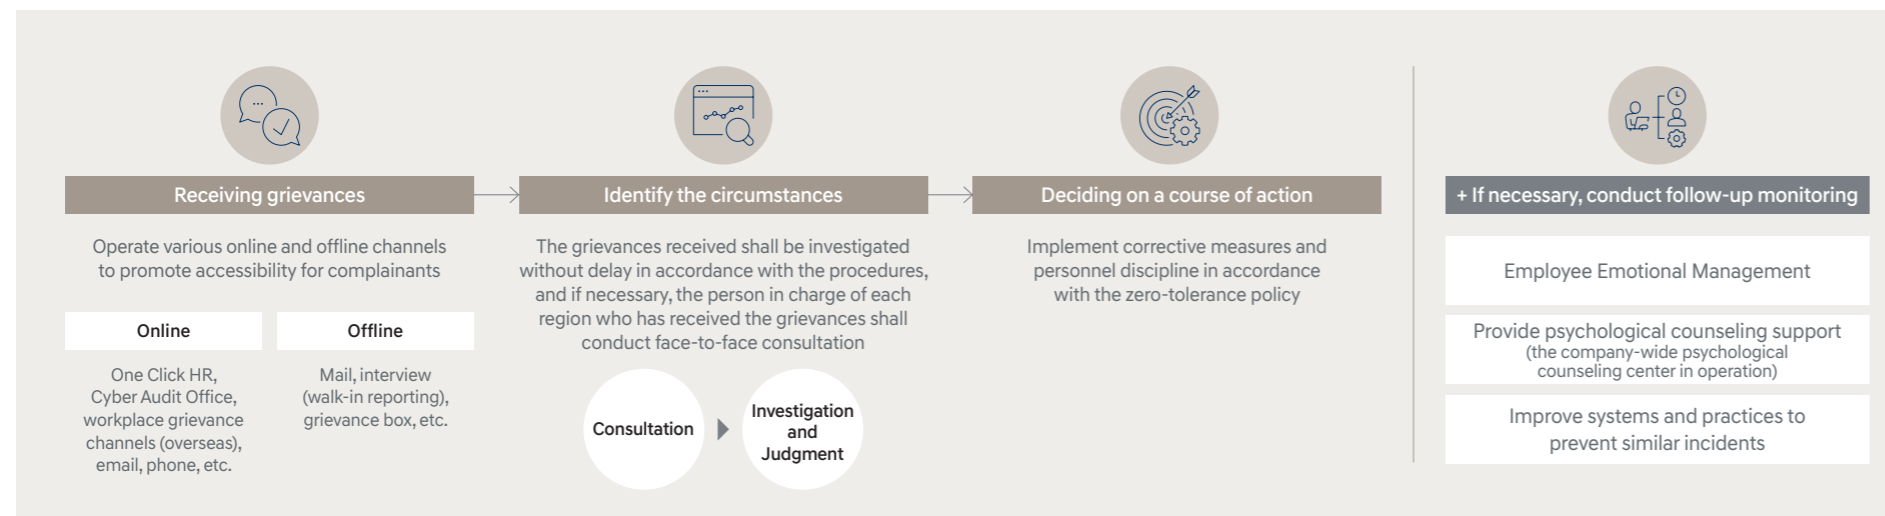 Receiving grievances
Operate various online and offline channels
to promote accessibility for complainants
Online
One Click HR,
Cyber Audit Office,
workplace grievance
channels (overseas),
email, phone, etc.
Offline
Mail, interview
(walk-in reporting),
grievance box, etc.
Identify the circumstances
The grievances received shall be investigated
without delay in accordance with the procedures,
and if necessary, the person in charge of each
region who has received the grievances shall
conduct face-to-face consultation
Consultation
Investigation
and
Judgment
Deciding on a course of action
Implement corrective measures and
personnel discipline in accordance
with the zero-tolerance policy
+ If necessary, conduct follow-up monitoring
Employee Emotional Management
Provide psychological counseling support
(the company-wide psychological
counseling center in operation)
Improve systems and practices to
prevent similar incidents